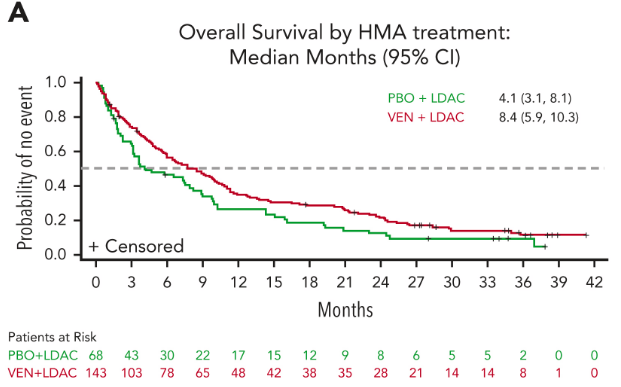 A
Overall Survival by HMA treatment:
Median Months (95% CI)
PBO + LDAC 4.1 (3.1, 8.1)
VEN + LDAC 8.4 (5.9, 10.3)
Probability of no event
1.0
0.8
0.6
0.4
0.2
0.0
+ Censored
0 3 6 9 12 15 18 21 24 27 30 33 36 39 42
Months
Patients at Risk
PBO+LDAC 68 43 30 22 17 15 12 9 8 6 5 5 2 0 0
VEN+LDAC 143 103 78 65 48 42 38 35 28 21 14 14 8 1 0